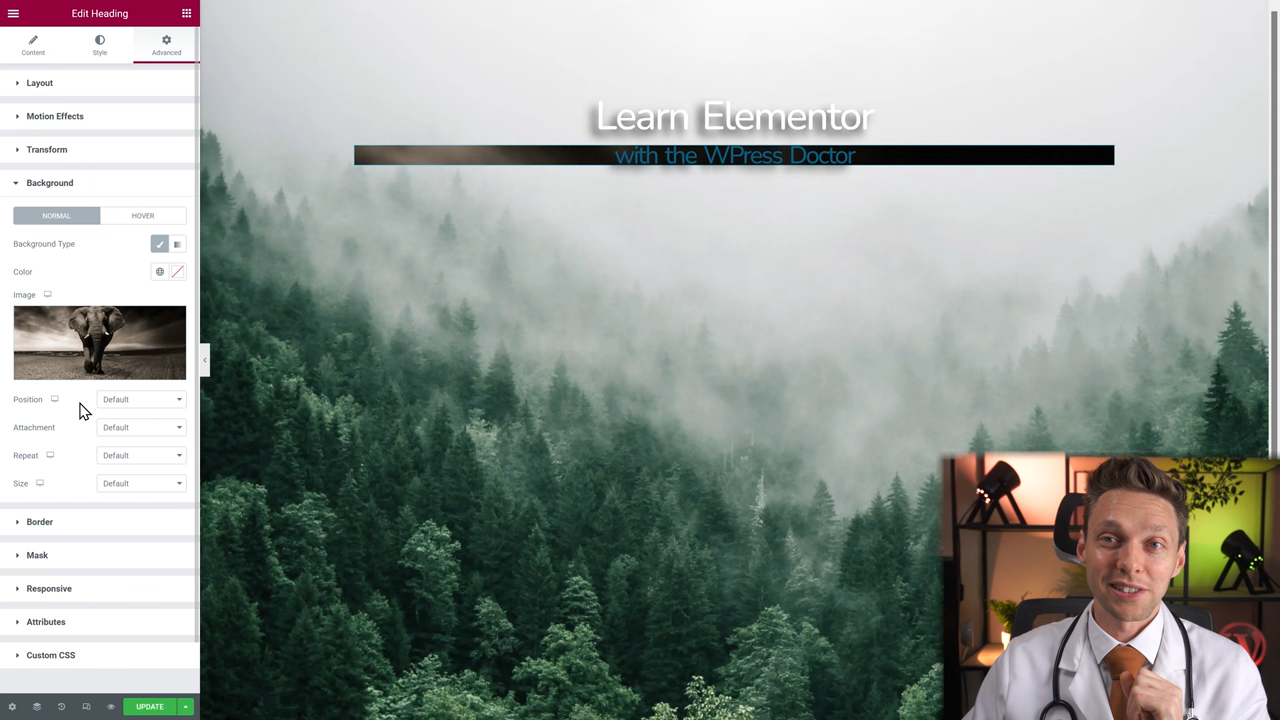 Edit Heading
Content
Style
Advanced
Layout
Motion Effects
Transform
Background
NORMAL
HOVER
Background Type
Color
Image
Position
Default
Attachment
Default
Repeat
Default
Size
Default
Border
Mask
Responsive
Attributes
Custom CSS
UPDATE
Learn Elementor
with the WPress Doctor